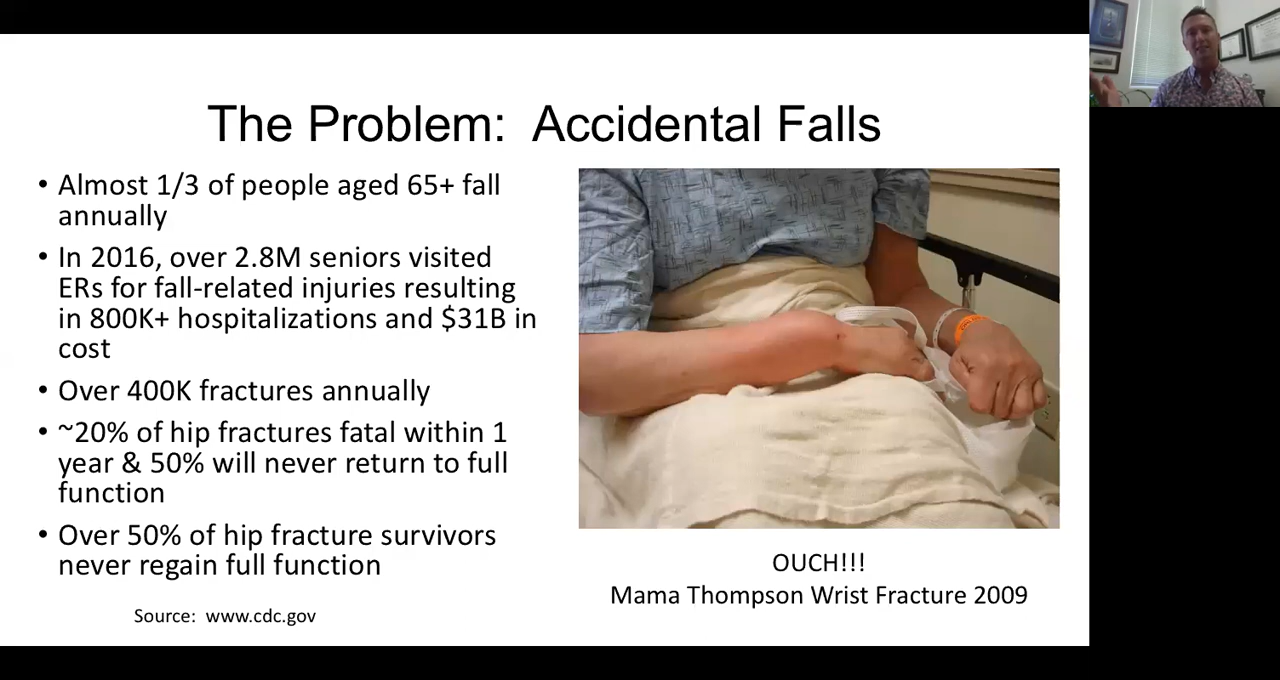 The Problem:  Accidental Falls
• Almost 1/3 of people aged 65+ fall
annually
• In 2016, over 2.8M seniors visited
ERs for fall-related injuries resulting
in 800K+ hospitalizations and $31B in
cost
• Over 400K fractures annually
• ~20% of hip fractures fatal within 1
year & 50% will never return to full
function
• Over 50% of hip fracture survivors
never regain full function
Source:  www.cdc.gov
OUCH!!!
Mama Thompson Wrist Fracture 2009